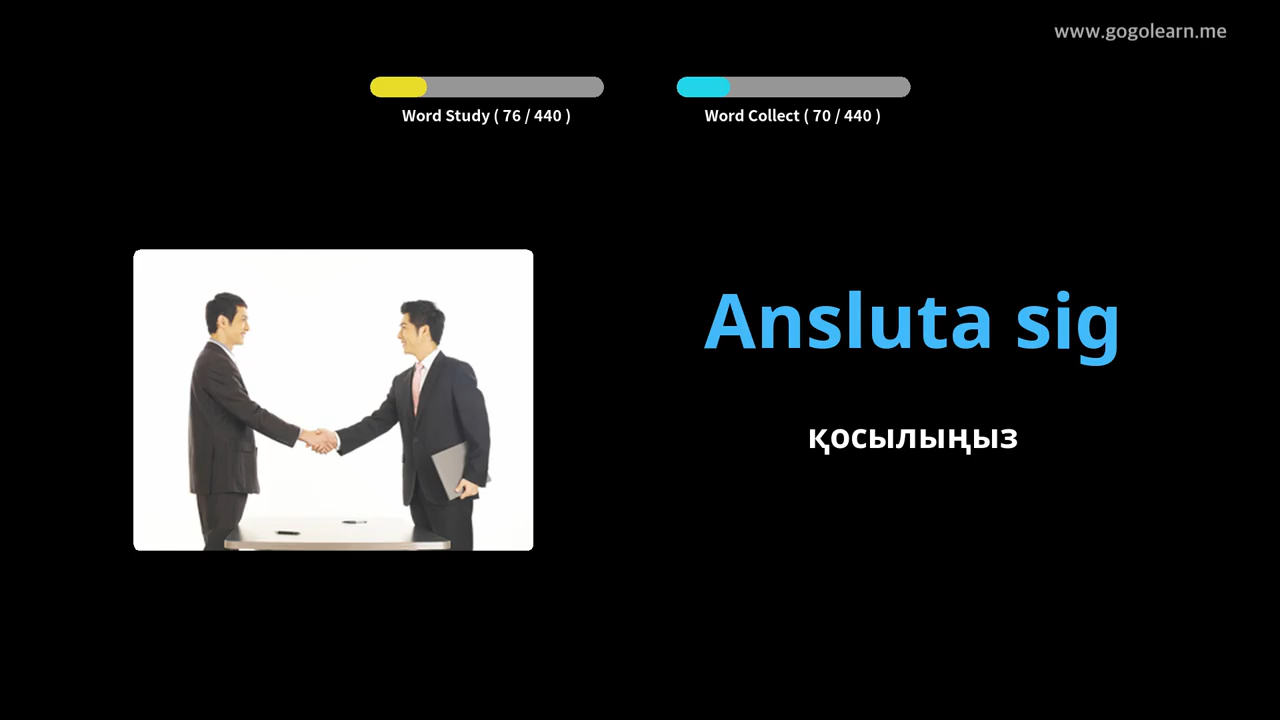 www.gogolearn.me
Word Study ( 76 / 440 )
Word Collect ( 70 / 440 )
Ansluta sig
қосылыңыз